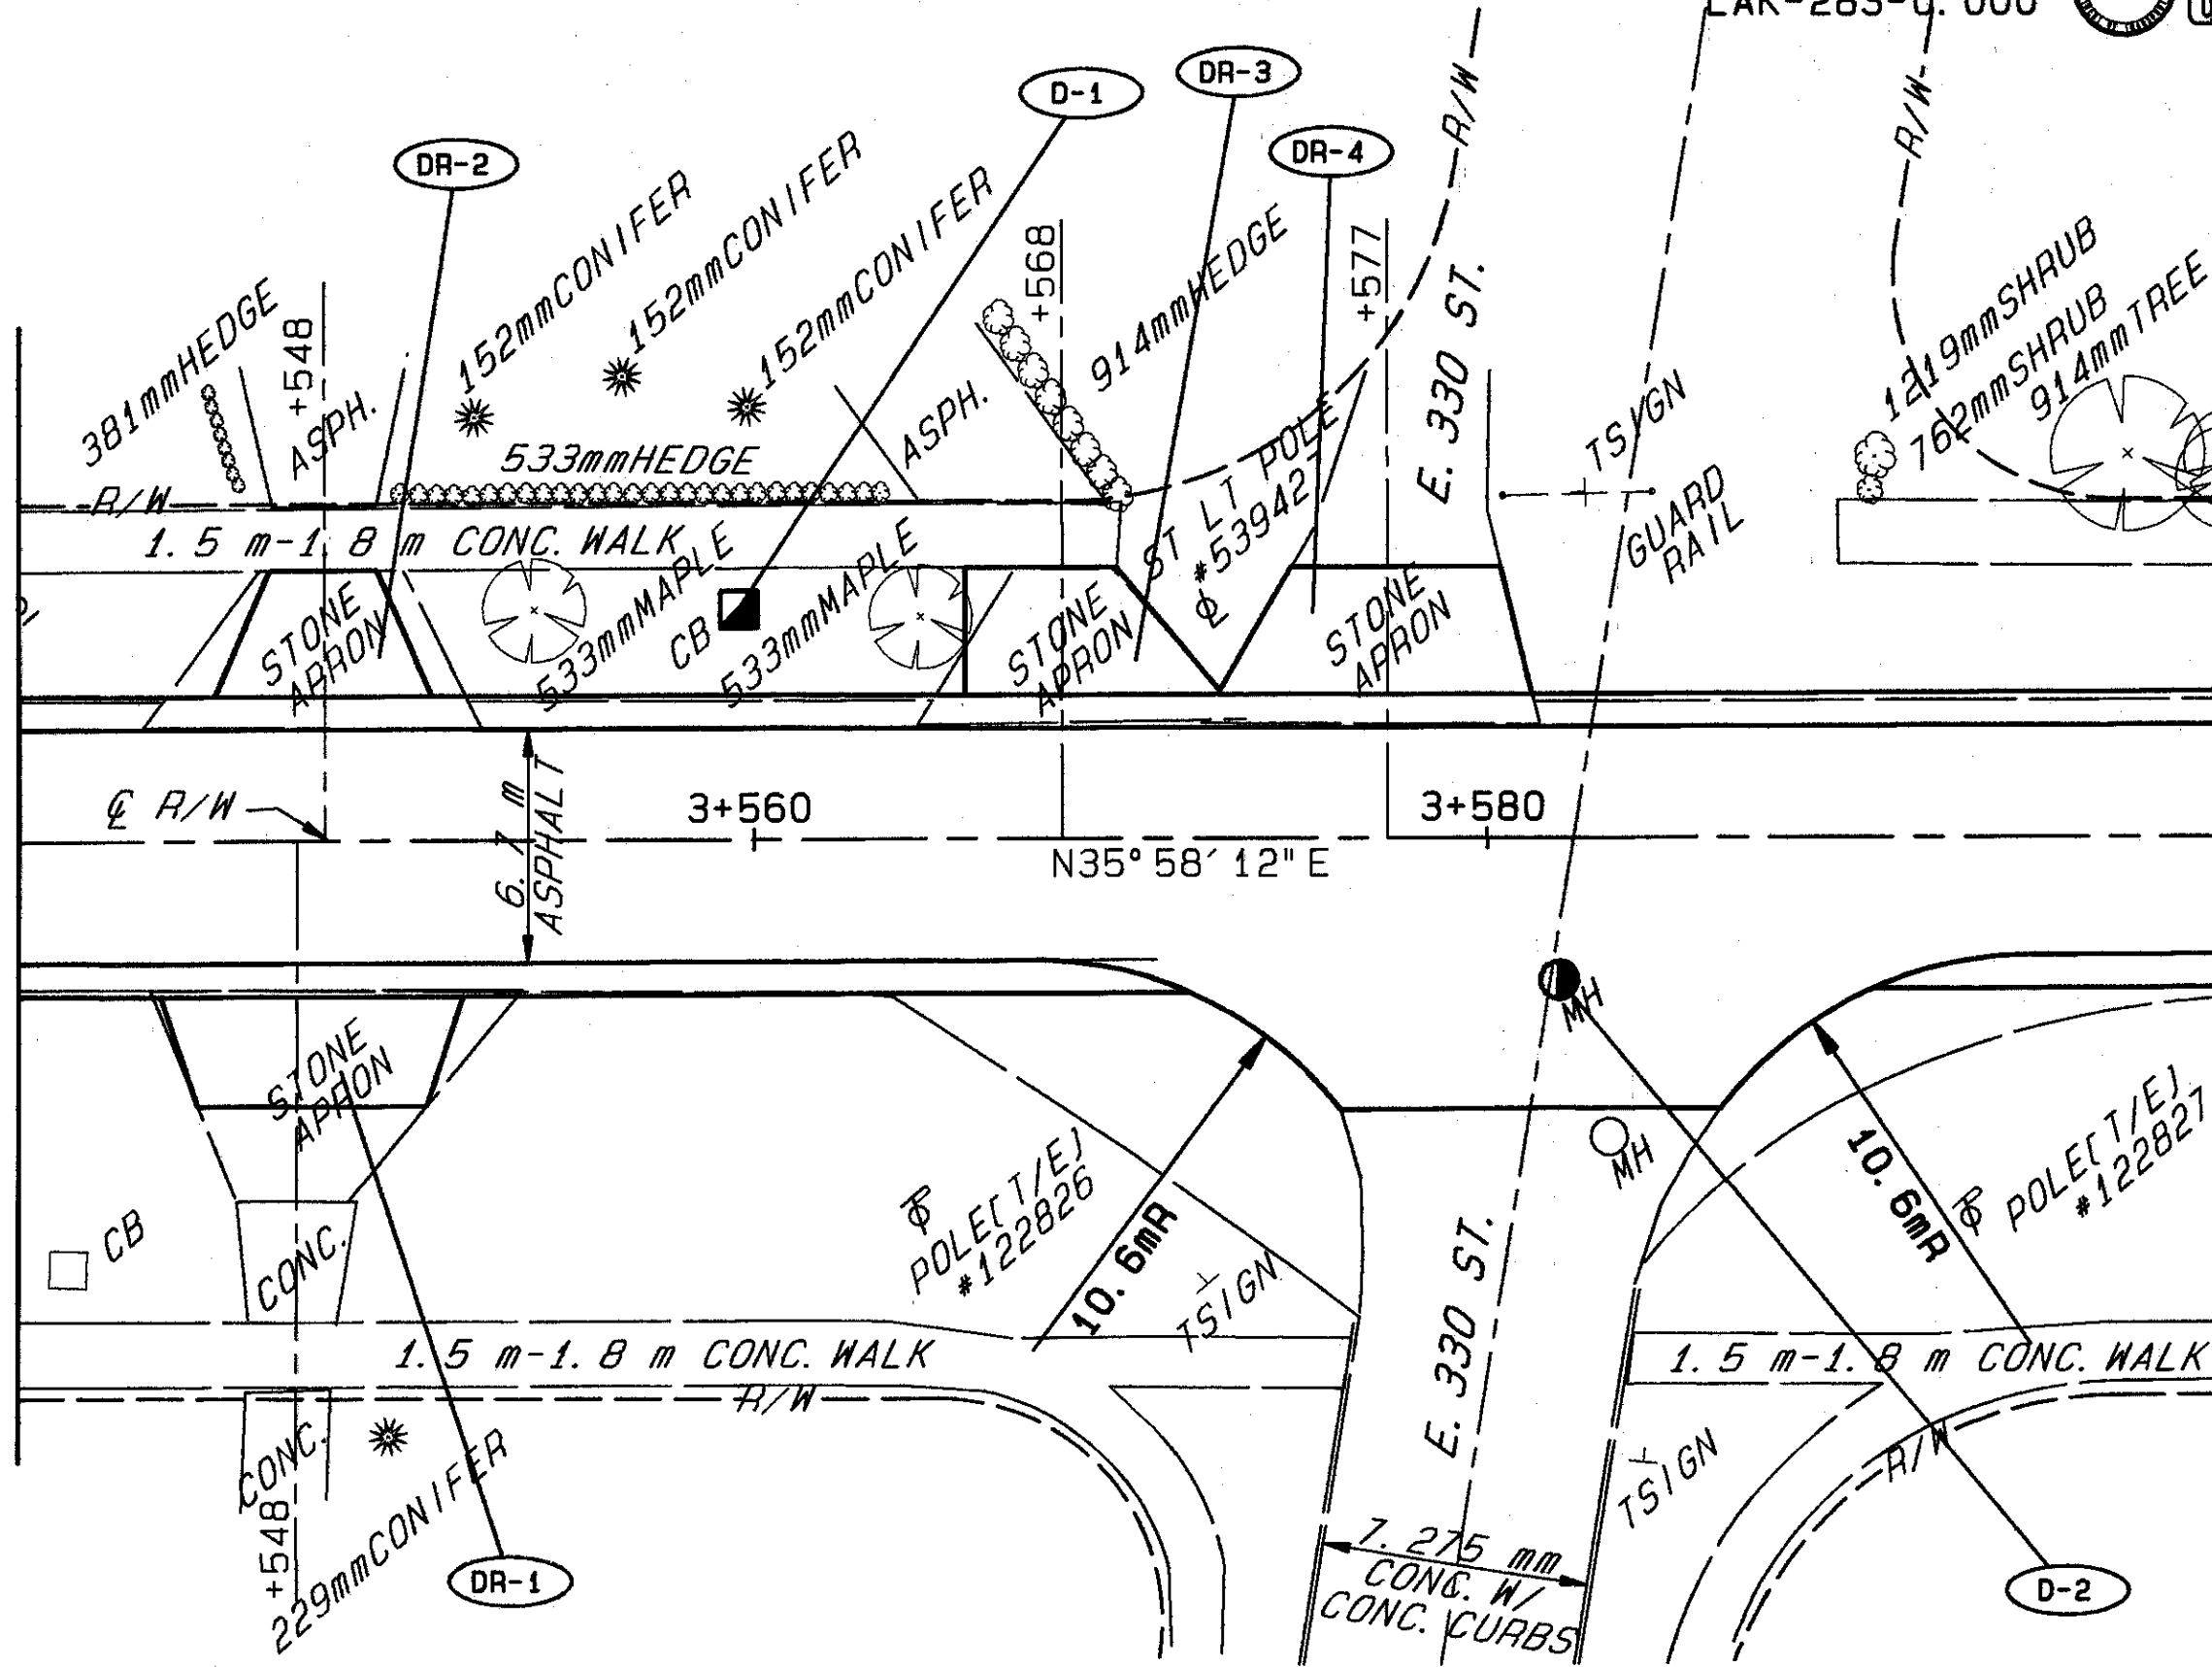 DR-2
D-1
DR-3
DR-4
R/W
R/W
381mmHEDGE
+548
ASPH.
152mmCONIFER
152mmCONIFER
152mmCONIFER
533mmHEDGE
ASPH.
+568
914mmHEDGE
+577
E. 330 ST.
TSIGN
GUARD
RAIL
1219mmSHRUB
762mmSHRUB
914mmTREE
R/W
1.5 m-1.8 m CONC. WALK
STONE
APRON
533mmMAPLE
CB
533mmMAPLE
STONE
APRON
ST LT POLE
#539427
STONE
APRON
℄ R/W
6.7 m
ASPHALT
3+560
3+580
N35°58´12"E
MH
MH
STONE
APRON
CB
CONC.
POLE[T/E]
#122826
10.6mR
TSIGN
E. 330 ST.
10.6mR
POLE[T/E]
#122827
1.5 m-1.8 m CONC. WALK
1.5 m-1.8 m CONC. WALK
R/W
R/W
CONC.
+548
229mmCONIFER
DR-1
TSIGN
7.275 mm
CONC. W/
CONC. CURBS
D-2